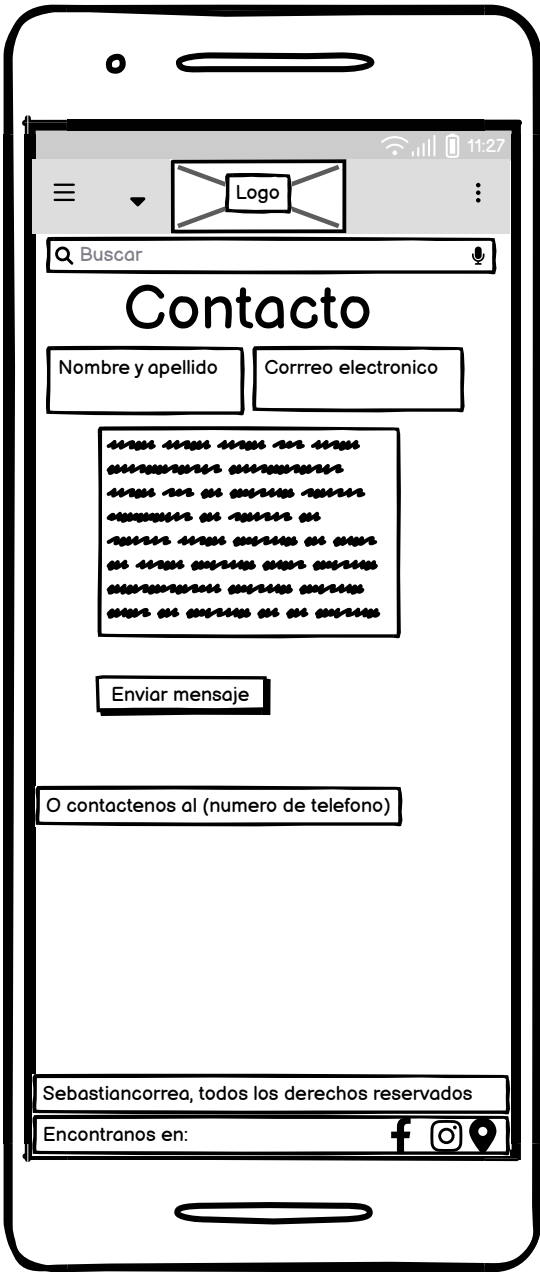 11:27
Logo
Buscar
Contacto
Nombre y apellido
Corrreo electronico
Enviar mensaje
O contactenos al (numero de telefono)
Sebastiancorrea, todos los derechos reservados
Encontranos en: